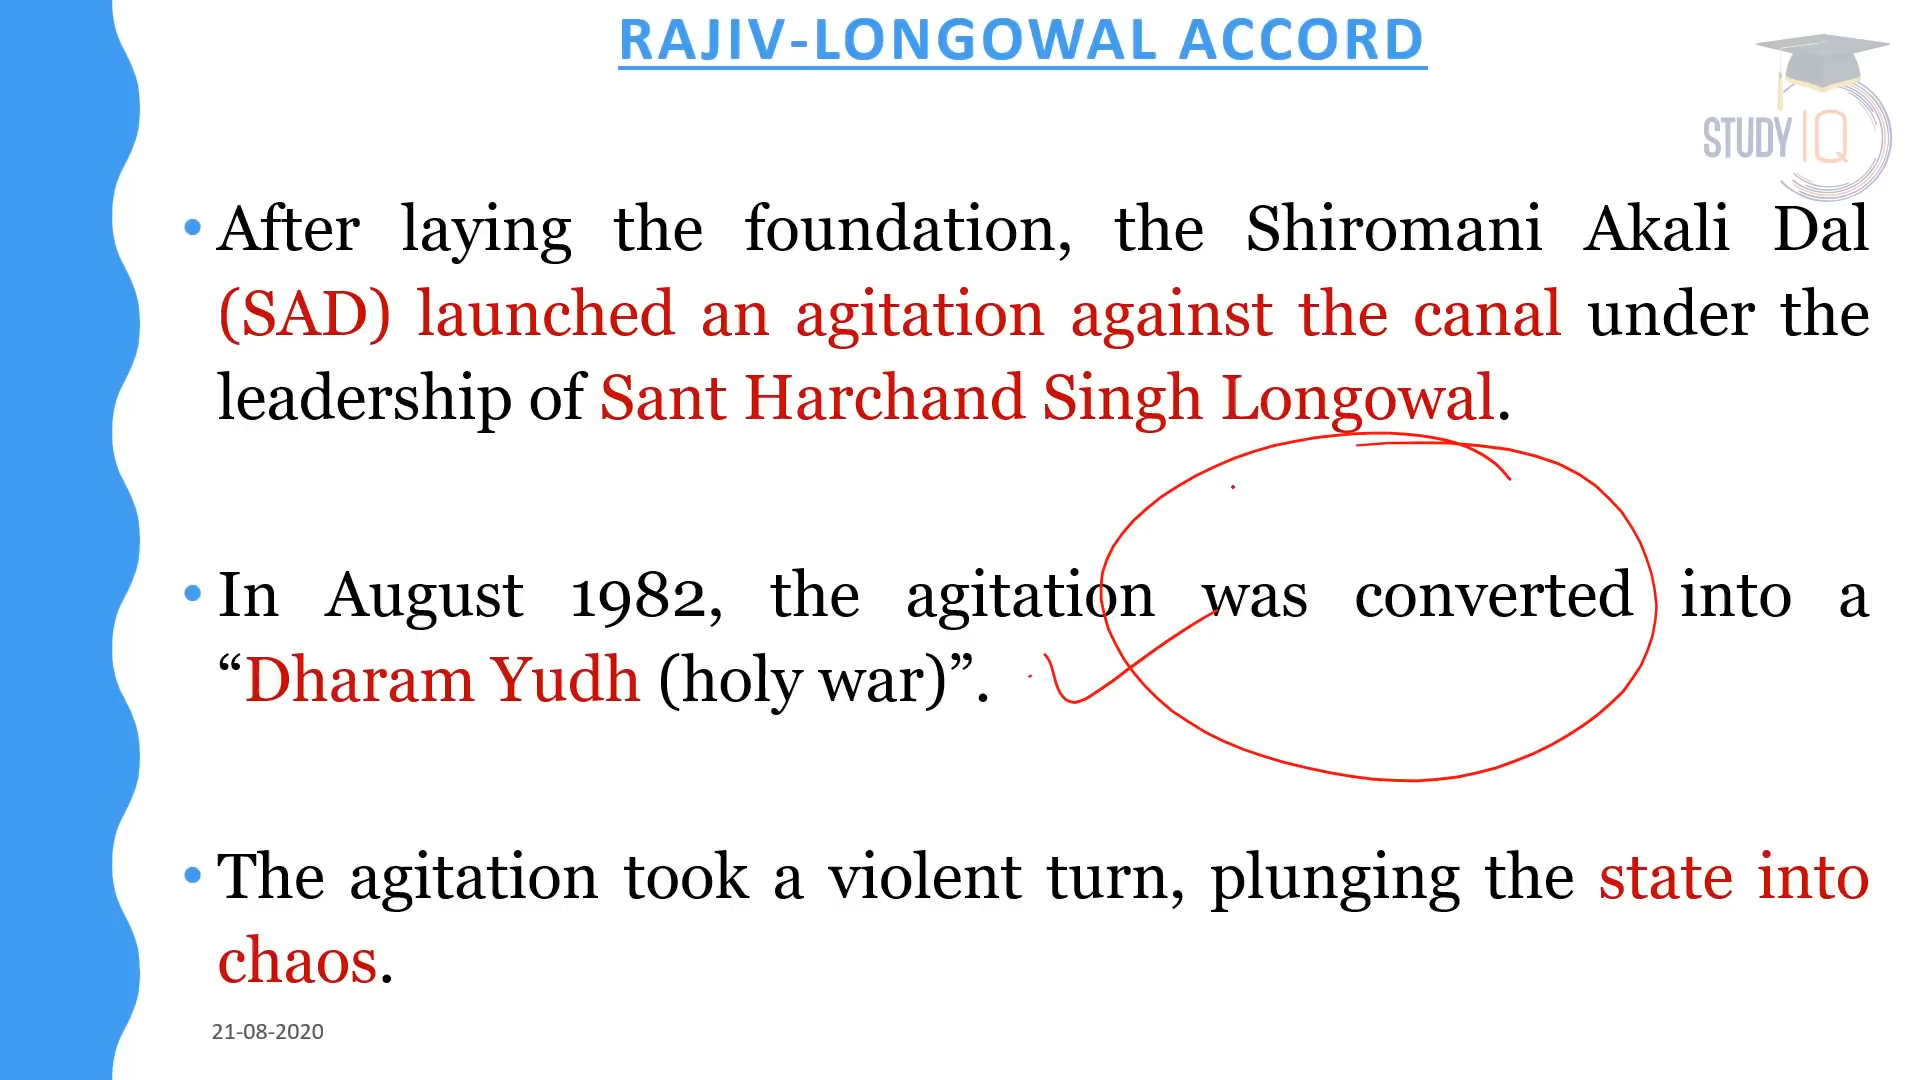 RAJIV-LONGOWAL ACCORD
STUDY IQ
• After laying the foundation, the Shiromani Akali Dal
(SAD) launched an agitation against the canal under the
leadership of Sant Harchand Singh Longowal.
• In August 1982, the agitation was converted into a
“Dharam Yudh (holy war)”.
• The agitation took a violent turn, plunging the state into
chaos.
21-08-2020